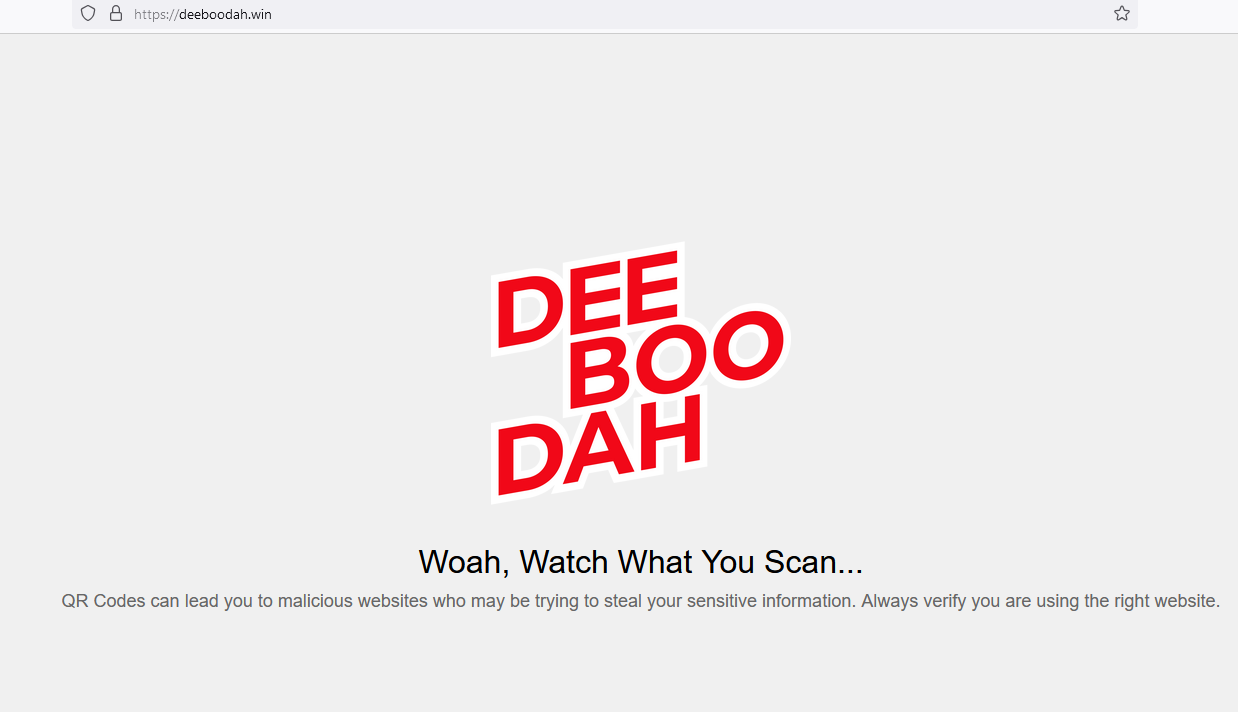 https://deeboodah.win
DEE
BOO
DAH
Woah, Watch What You Scan...
QR Codes can lead you to malicious websites who may be trying to steal your sensitive information. Always verify you are using the right website.